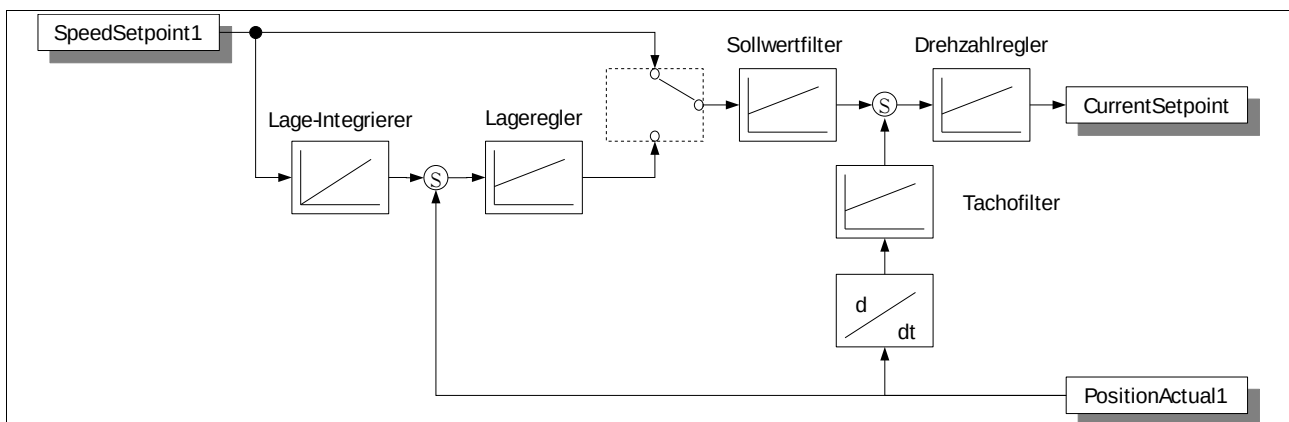 SpeedSetpoint1
Sollwertfilter
Drehzahlregler
CurrentSetpoint
Lage-Integrierer
Lageregler
S
S
Tachofilter
d
dt
PositionActual1